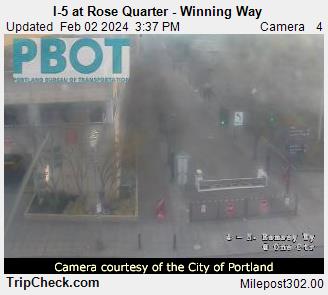 I-5 at Rose Quarter - Winning Way
Updated Feb 02 2024 3:37 PM Camera 4
PBOT
PORTLAND BUREAU OF TRANSPORTATION
Camera courtesy of the City of Portland
TripCheck.com Milepost302.00